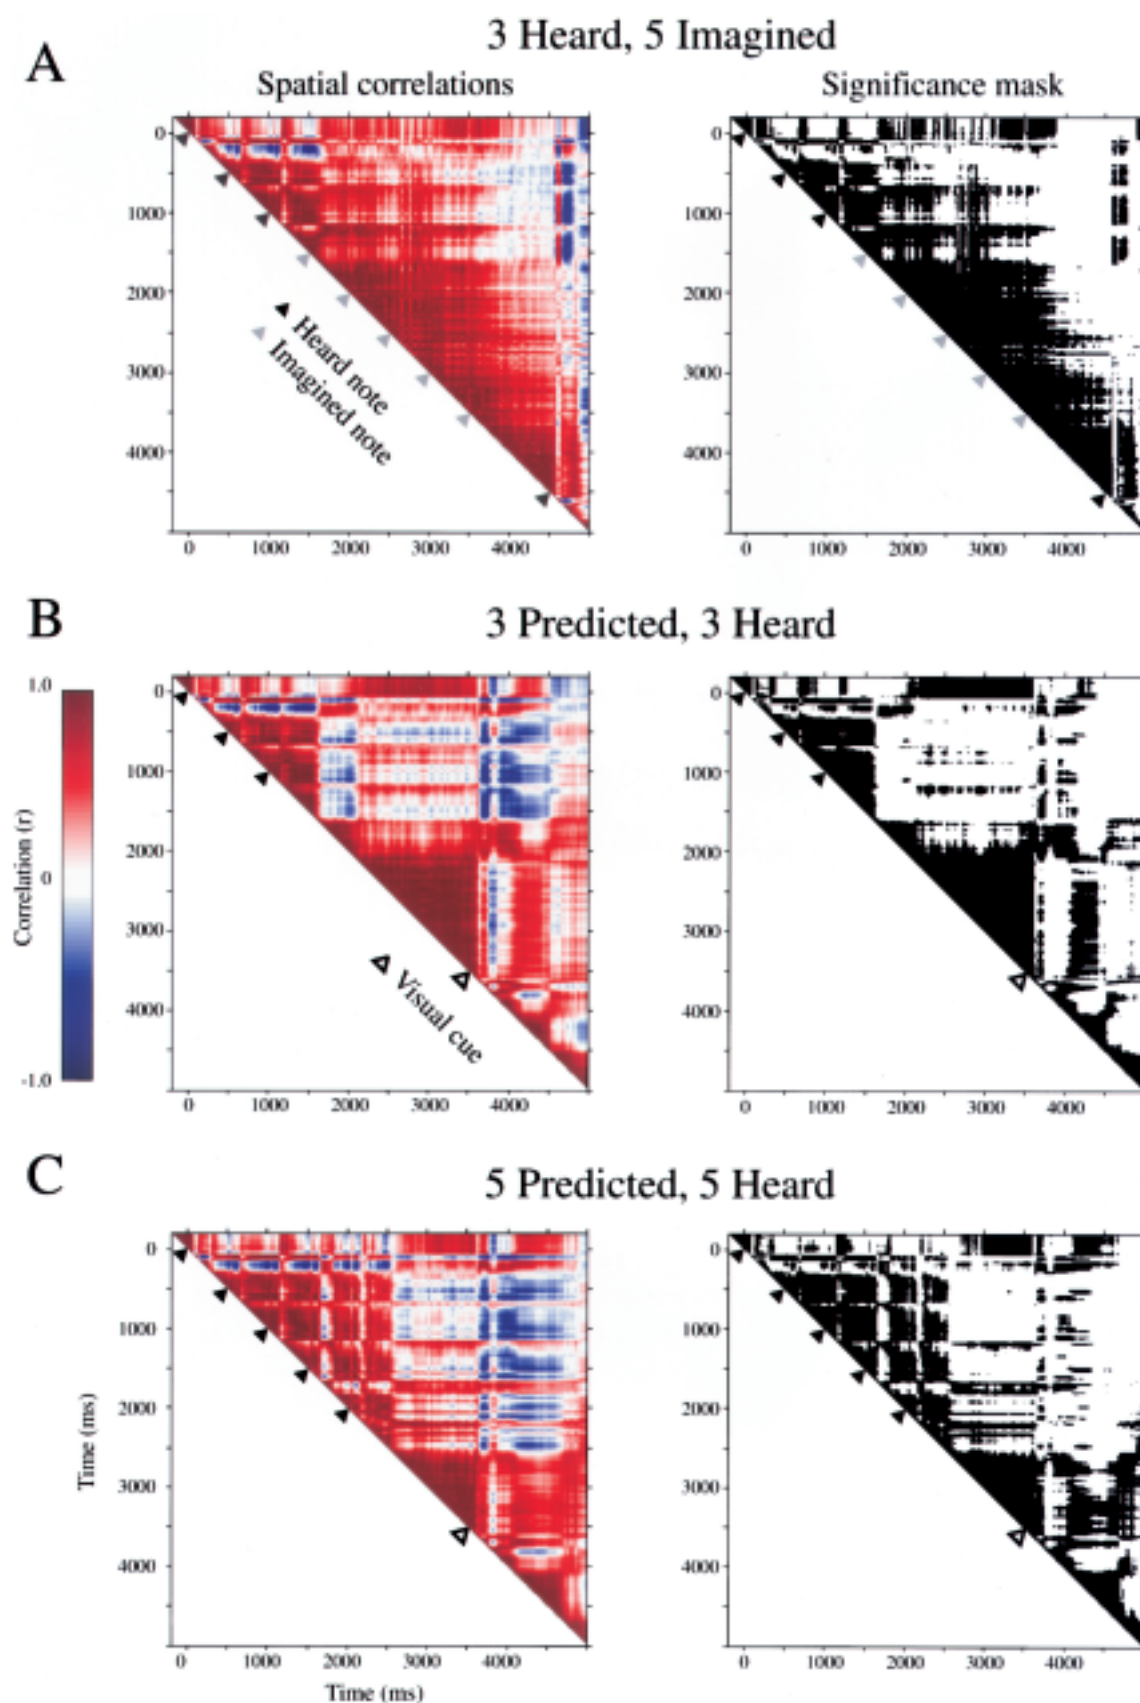 A
3 Heard, 5 Imagined
Spatial correlations
Significance mask
0
1000
2000
3000
4000
0 1000 2000 3000 4000
Heard note
Imagined note
0
1000
2000
3000
4000
0 1000 2000 3000 4000
B
3 Predicted, 3 Heard
1.0
0
-1.0
Correlation (r)
0
1000
2000
3000
4000
0 1000 2000 3000 4000
Visual cue
0
1000
2000
3000
4000
0 1000 2000 3000 4000
C
5 Predicted, 5 Heard
Time (ms)
0
1000
2000
3000
4000
0 1000 2000 3000 4000
Time (ms)
0
1000
2000
3000
4000
0 1000 2000 3000 4000